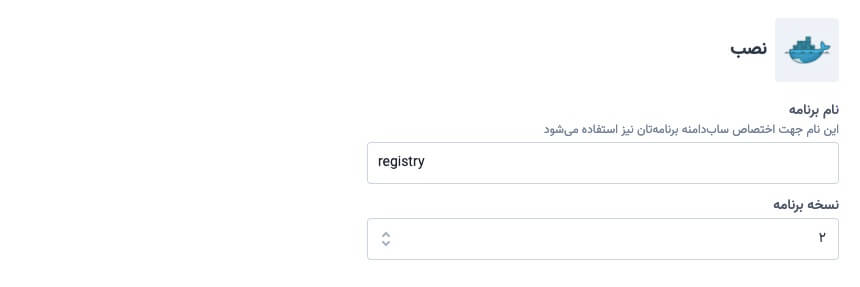 نصب
نام برنامه
این نام جهت اختصاص ساب‌دامنه برنامه‌تان نیز استفاده می‌شود
registry
نسخه برنامه
۲